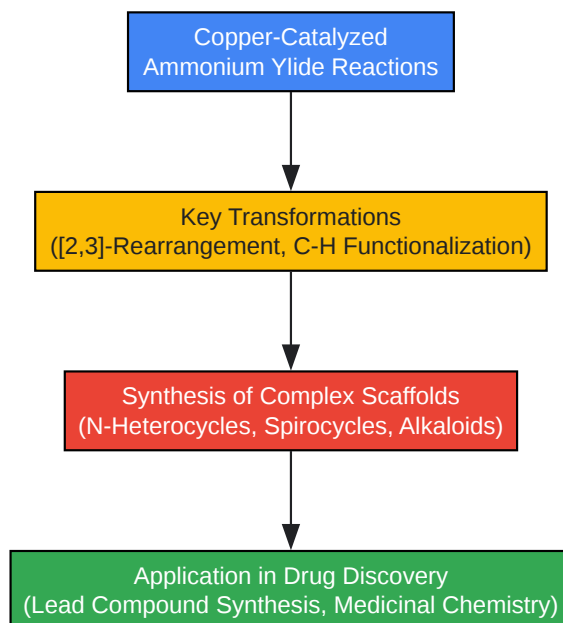 Copper-Catalyzed
Ammonium Ylide Reactions
Key Transformations
([2,3]-Rearrangement, C-H Functionalization)
Synthesis of Complex Scaffolds
(N-Heterocycles, Spirocycles, Alkaloids)
Application in Drug Discovery
(Lead Compound Synthesis, Medicinal Chemistry)